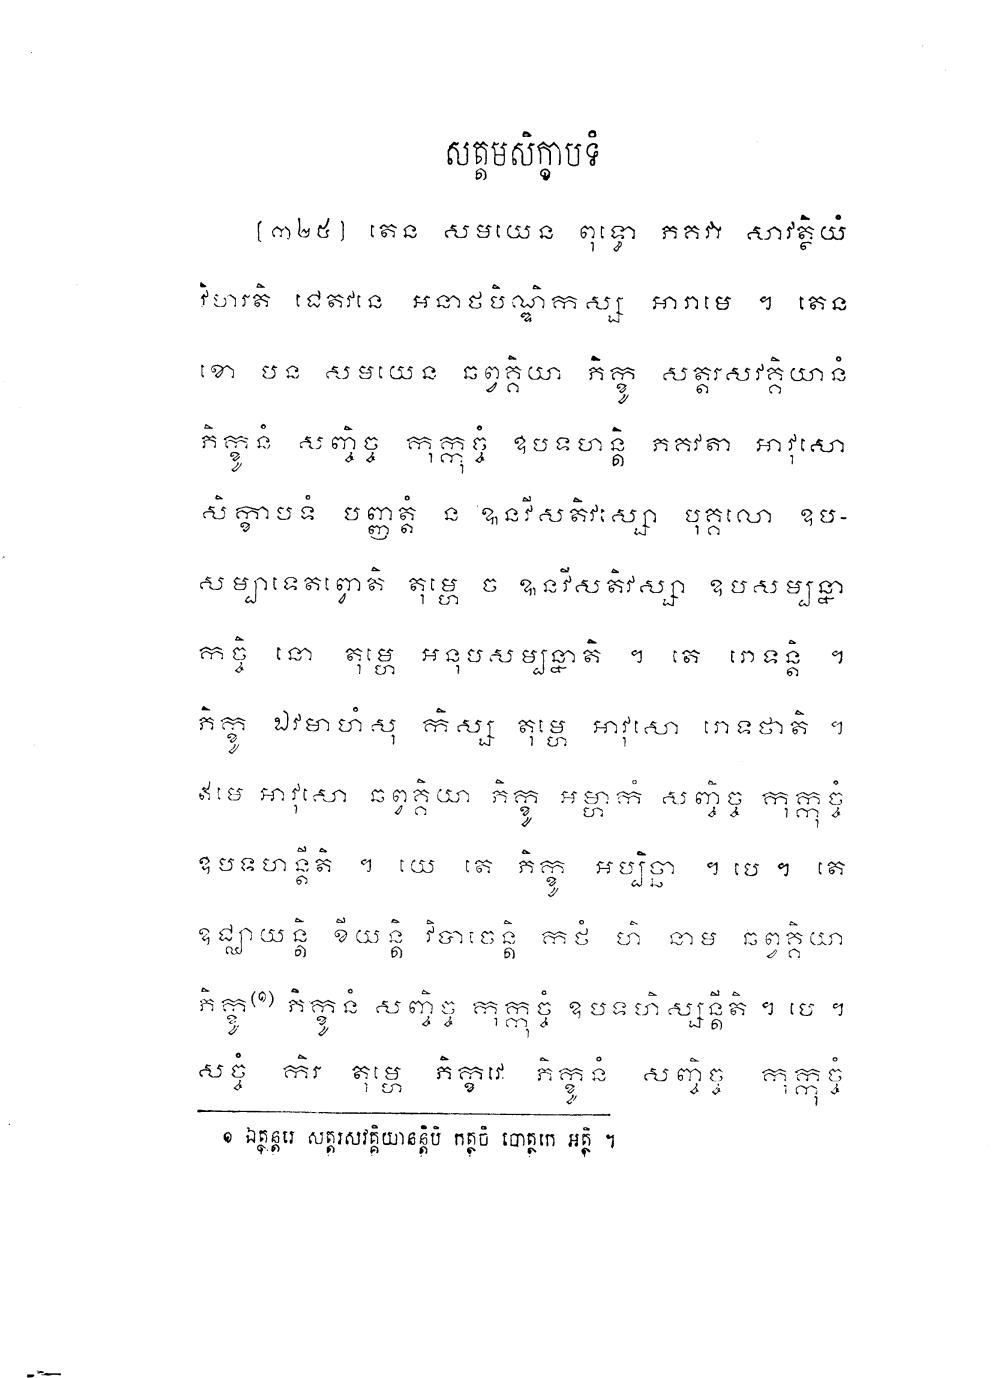 សត្តមសិក្ខាបទំ
[៣២៥] តេន សមយេន ពុទ្ធោ ភគវា សាវត្ថិយំ
វិហរតិ ជេតវនេ អនាថបិណ្ឌិកស្ស អារាមេ ។ តេន
ខោ បន សមយេន ឆព្វគ្គិយា ភិក្ខូ សត្តរសវគ្គិយានំ
ភិក្ខូនំ សញ្ចិច្ច កុក្កុច្ចំ ឧបទហន្តិ ភគវតា អាវុសោ
សិក្ខាបទំ បញ្ញត្តំ ន ឩនវីសតិវស្សោ បុគ្គលោ ឧប-
សម្បាទេតព្វោតិ តុម្ហេ ច ឩនវីសតិវស្សា ឧបសម្បន្នា
កច្ចិ នោ តុម្ហេ អនុបសម្បន្នាតិ ។ តេ រោទន្តិ ។
ភិក្ខូ ឯវមាហំសុ កិស្ស តុម្ហេ អាវុសោ រោទថាតិ ។
ឥមេ អាវុសោ ឆព្វគ្គិយា ភិក្ខូ អម្ហាកំ សញ្ចិច្ច កុក្កុច្ចំ
ឧបទហន្តីតិ ។ យេ តេ ភិក្ខូ អប្បិច្ឆា ។ បេ ។ តេ
ឧជ្ឈាយន្តិ ខីយន្តិ វិបាចេន្តិ កថំ ហិ នាម ឆព្វគ្គិយា
ភិក្ខូ(១) ភិក្ខូនំ សញ្ចិច្ច កុក្កុច្ចំ ឧបទហិស្សន្តីតិ ។ បេ ។
សច្ចំ កិរ តុម្ហេ ភិក្ខវេ ភិក្ខូនំ សញ្ចិច្ច កុក្កុច្ចំ
១ ឯត្ថន្តរេ សត្តរសវគ្គិយានន្តិបិ កត្ថចិ បោត្ថកេ អត្ថិ ។